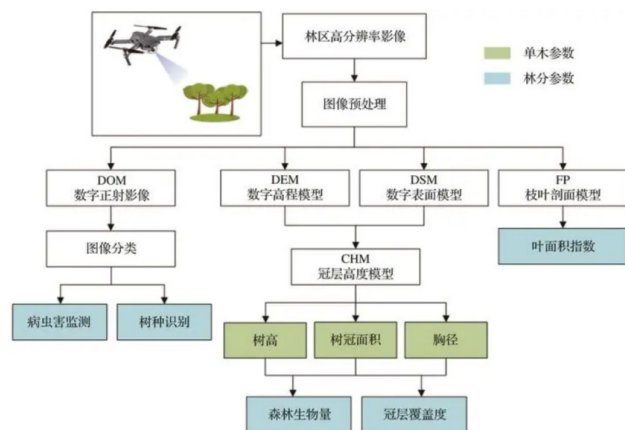 林区高分辨率影像
单木参数
林分参数
图像预处理
DOM
数字正射影像
DEM
数字高程模型
DSM
数字表面模型
FP
枝叶剖面模型
图像分类
叶面积指数
CHM
冠层高度模型
病虫害监测
树种识别
树高
树冠面积
胸径
森林生物量
冠层覆盖度